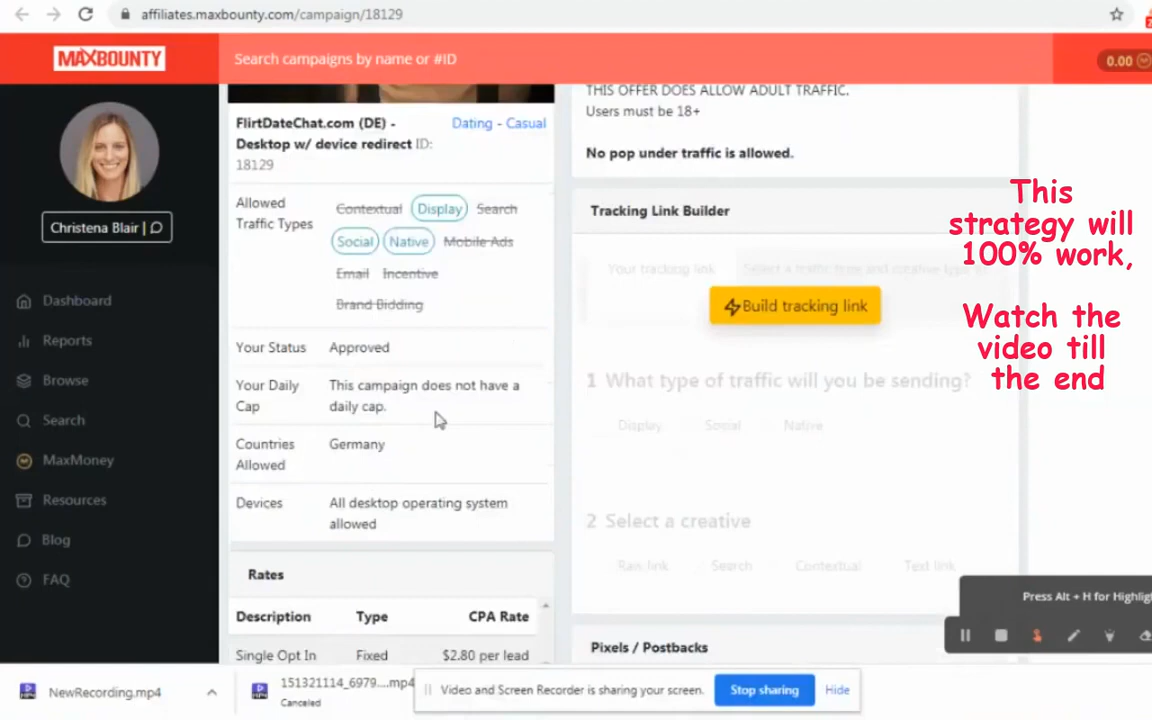 affiliates.maxbounty.com/campaign/18129
MAXBOUNTY
Search campaigns by name or #ID
0.00
Christena Blair
Dashboard
Reports
Browse
Search
MaxMoney
Resources
Blog
FAQ
FlirtDateChat.com (DE) -
Dating - Casual
Desktop w/ device redirect ID:
18129
Allowed
Traffic Types
Contextual Display Search
Social Native Mobile Ads
Email Incentive
Brand Bidding
Your Status Approved
Your Daily
Cap
This campaign does not have a
daily cap.
Countries
Allowed
Germany
Devices
All desktop operating system
allowed
Rates
Description Type CPA Rate
Single Opt In Fixed $2.80 per lead
THIS OFFER DOES ALLOW ADULT TRAFFIC.
Users must be 18+
No pop under traffic is allowed.
Tracking Link Builder
Your tracking link Select a traffic type and creative type
Build tracking link
1 What type of traffic will you be sending?
Display Social Native
2 Select a creative
Raw link Search Contextual Text link
Pixels / Postbacks
This
strategy will
100% work,
Watch the
video till
the end
Press Alt + H for Highlig
NewRecording.mp4
151321114_6979....mp4
Canceled
Video and Screen Recorder is sharing your screen.
Stop sharing
Hide